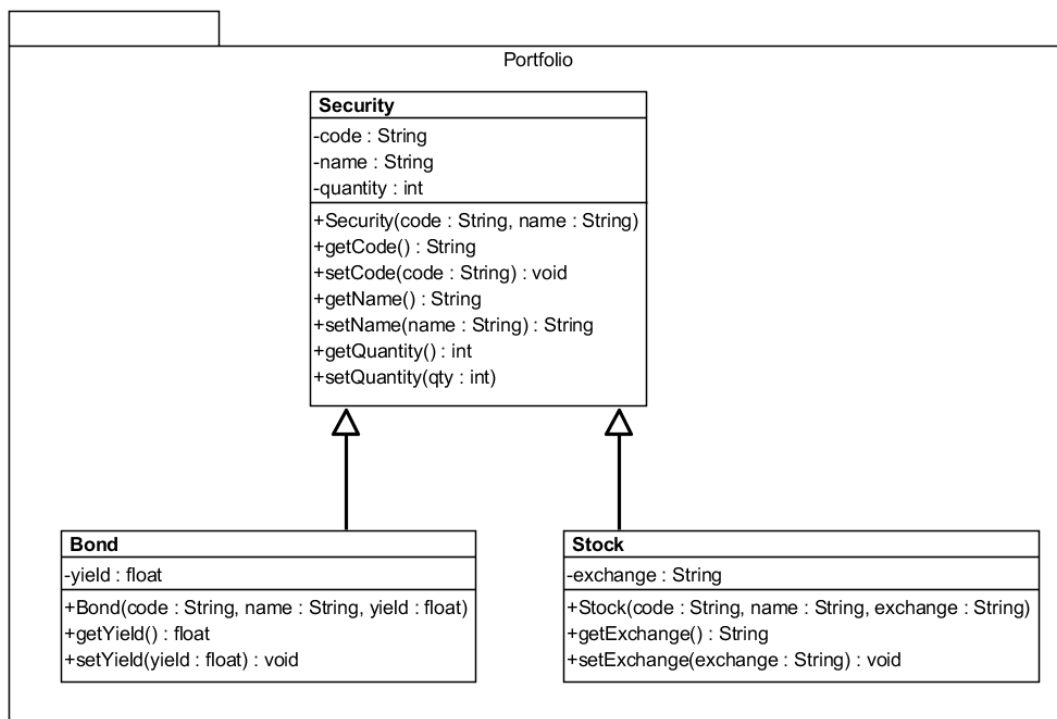 Portfolio
Security
-code : String
-name : String
-quantity : int
+Security(code : String, name : String)
+getCode() : String
+setCode(code : String) : void
+getName() : String
+setName(name : String) : String
+getQuantity() : int
+setQuantity(qty : int)
Bond
-yield : float
+Bond(code : String, name : String, yield : float)
+getYield() : float
+setYield(yield : float) : void
Stock
-exchange : String
+Stock(code : String, name : String, exchange : String)
+getExchange() : String
+setExchange(exchange : String) : void